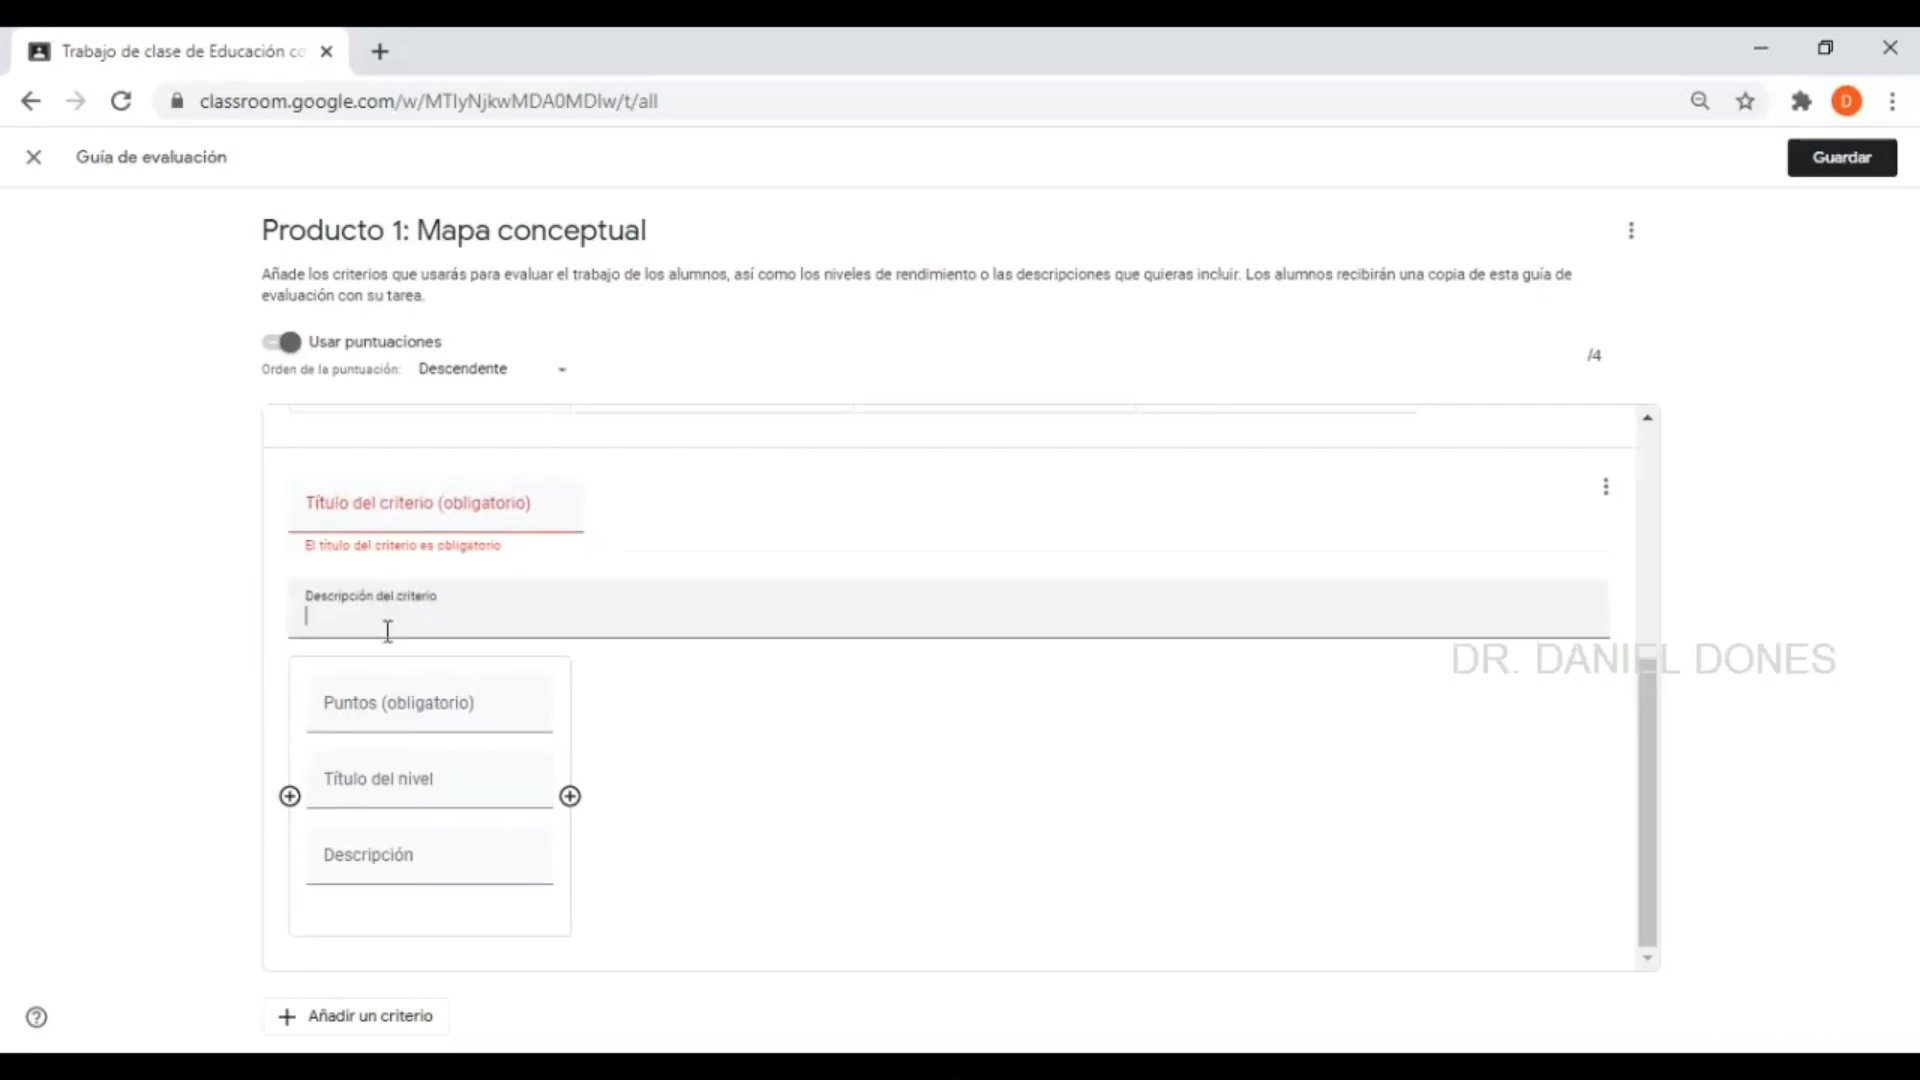 Trabajo de clase de Educación co
classroom.google.com/w/MTIyNjkwMDA0MDIw/t/all
D
Guía de evaluación
Guardar
Producto 1: Mapa conceptual
Añade los criterios que usarás para evaluar el trabajo de los alumnos, así como los niveles de rendimiento o las descripciones que quieras incluir. Los alumnos recibirán una copia de esta guía de
evaluación con su tarea.
Usar puntuaciones
/4
Orden de la puntuación: Descendente
Título del criterio (obligatorio)
El título del criterio es obligatorio
Descripción del criterio
DR. DANIEL DONES
Puntos (obligatorio)
Título del nivel
Descripción
Añadir un criterio